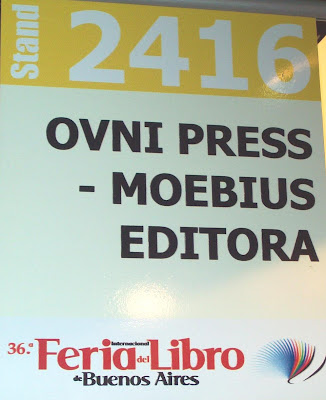 Stand 2416
OVNI PRESS
- MOEBIUS
EDITORA
36.ª Feria Internacional del Libro
de Buenos Aires